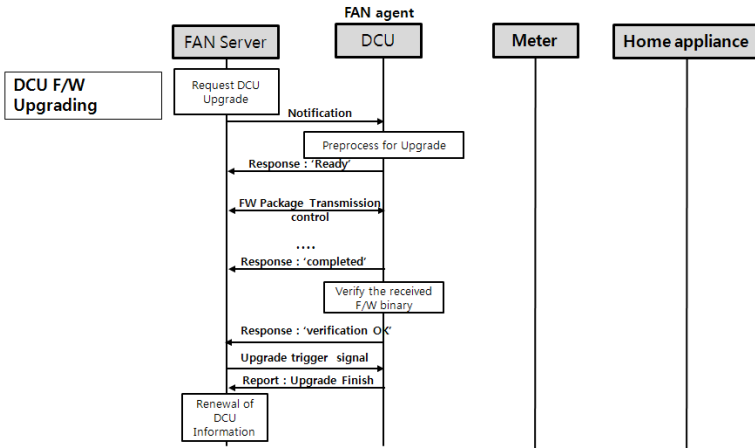 FAN agent
FAN Server
DCU
Meter
Home appliance
DCU F/W
Upgrading
Request DCU
Upgrade
Notification
Preprocess for Upgrade
Response : ‘Ready’
FW Package Transmission
control
....
Response : ‘completed’
Verify the received
F/W binary
Response : ‘verification OK’
Upgrade trigger signal
Report : Upgrade Finish
Renewal of
DCU
Information